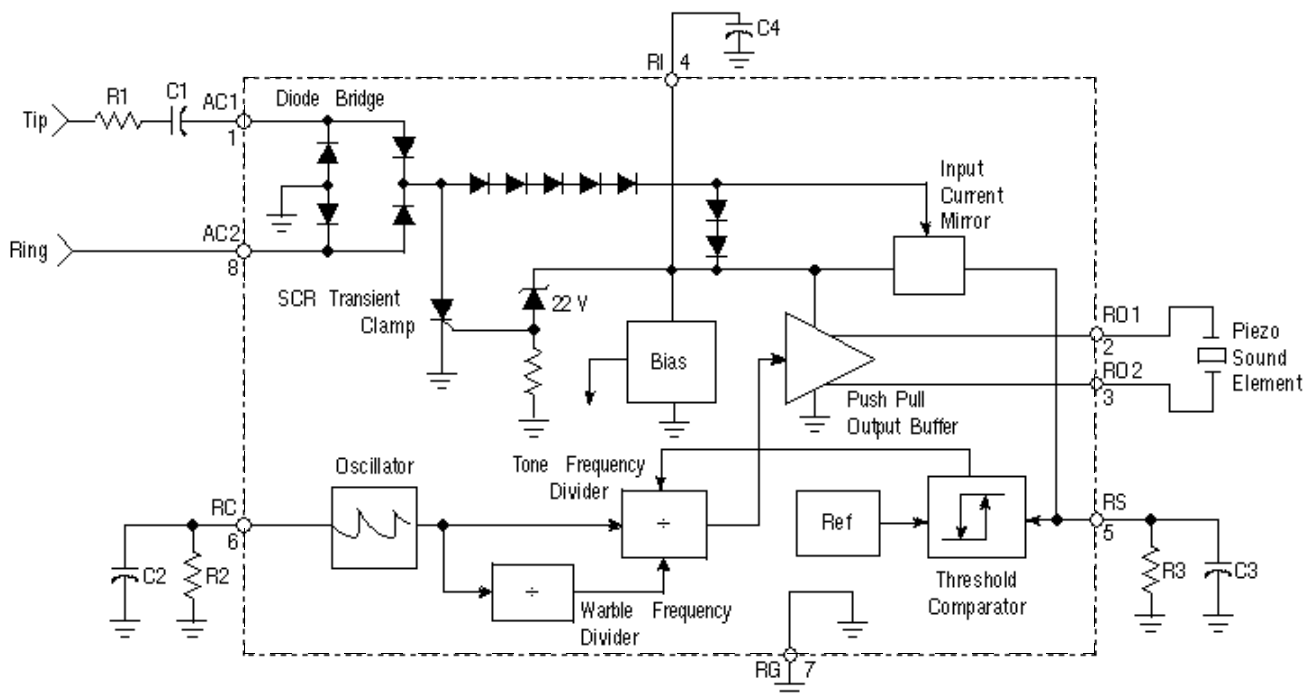 C4
RI 4
R1 C1 AC1 Diode Bridge
Tip
1
Input
Current
Mirror
AC2
Ring
8
SCR Transient
Clamp
22 V
RO1
2
Piezo
Sound
Element
Bias
RO2
3
Push Pull
Output Buffer
Oscillator
Tone Frequency
Divider
RC
6
÷
Ref
RS
5
C2 R2
÷
R3 C3
Threshold
Comparator
Warble Frequency
Divider
RG 7